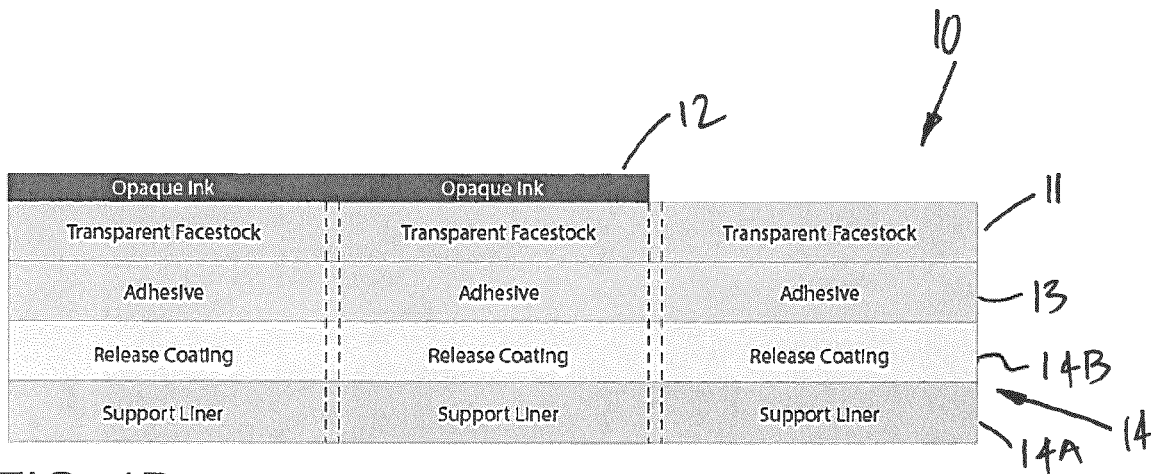 10
12
Opaque Ink Opaque Ink
Transparent Facestock Transparent Facestock Transparent Facestock 11
Adhesive Adhesive Adhesive 13
Release Coating Release Coating Release Coating 14B
Support Liner Support Liner Support Liner 14
14A